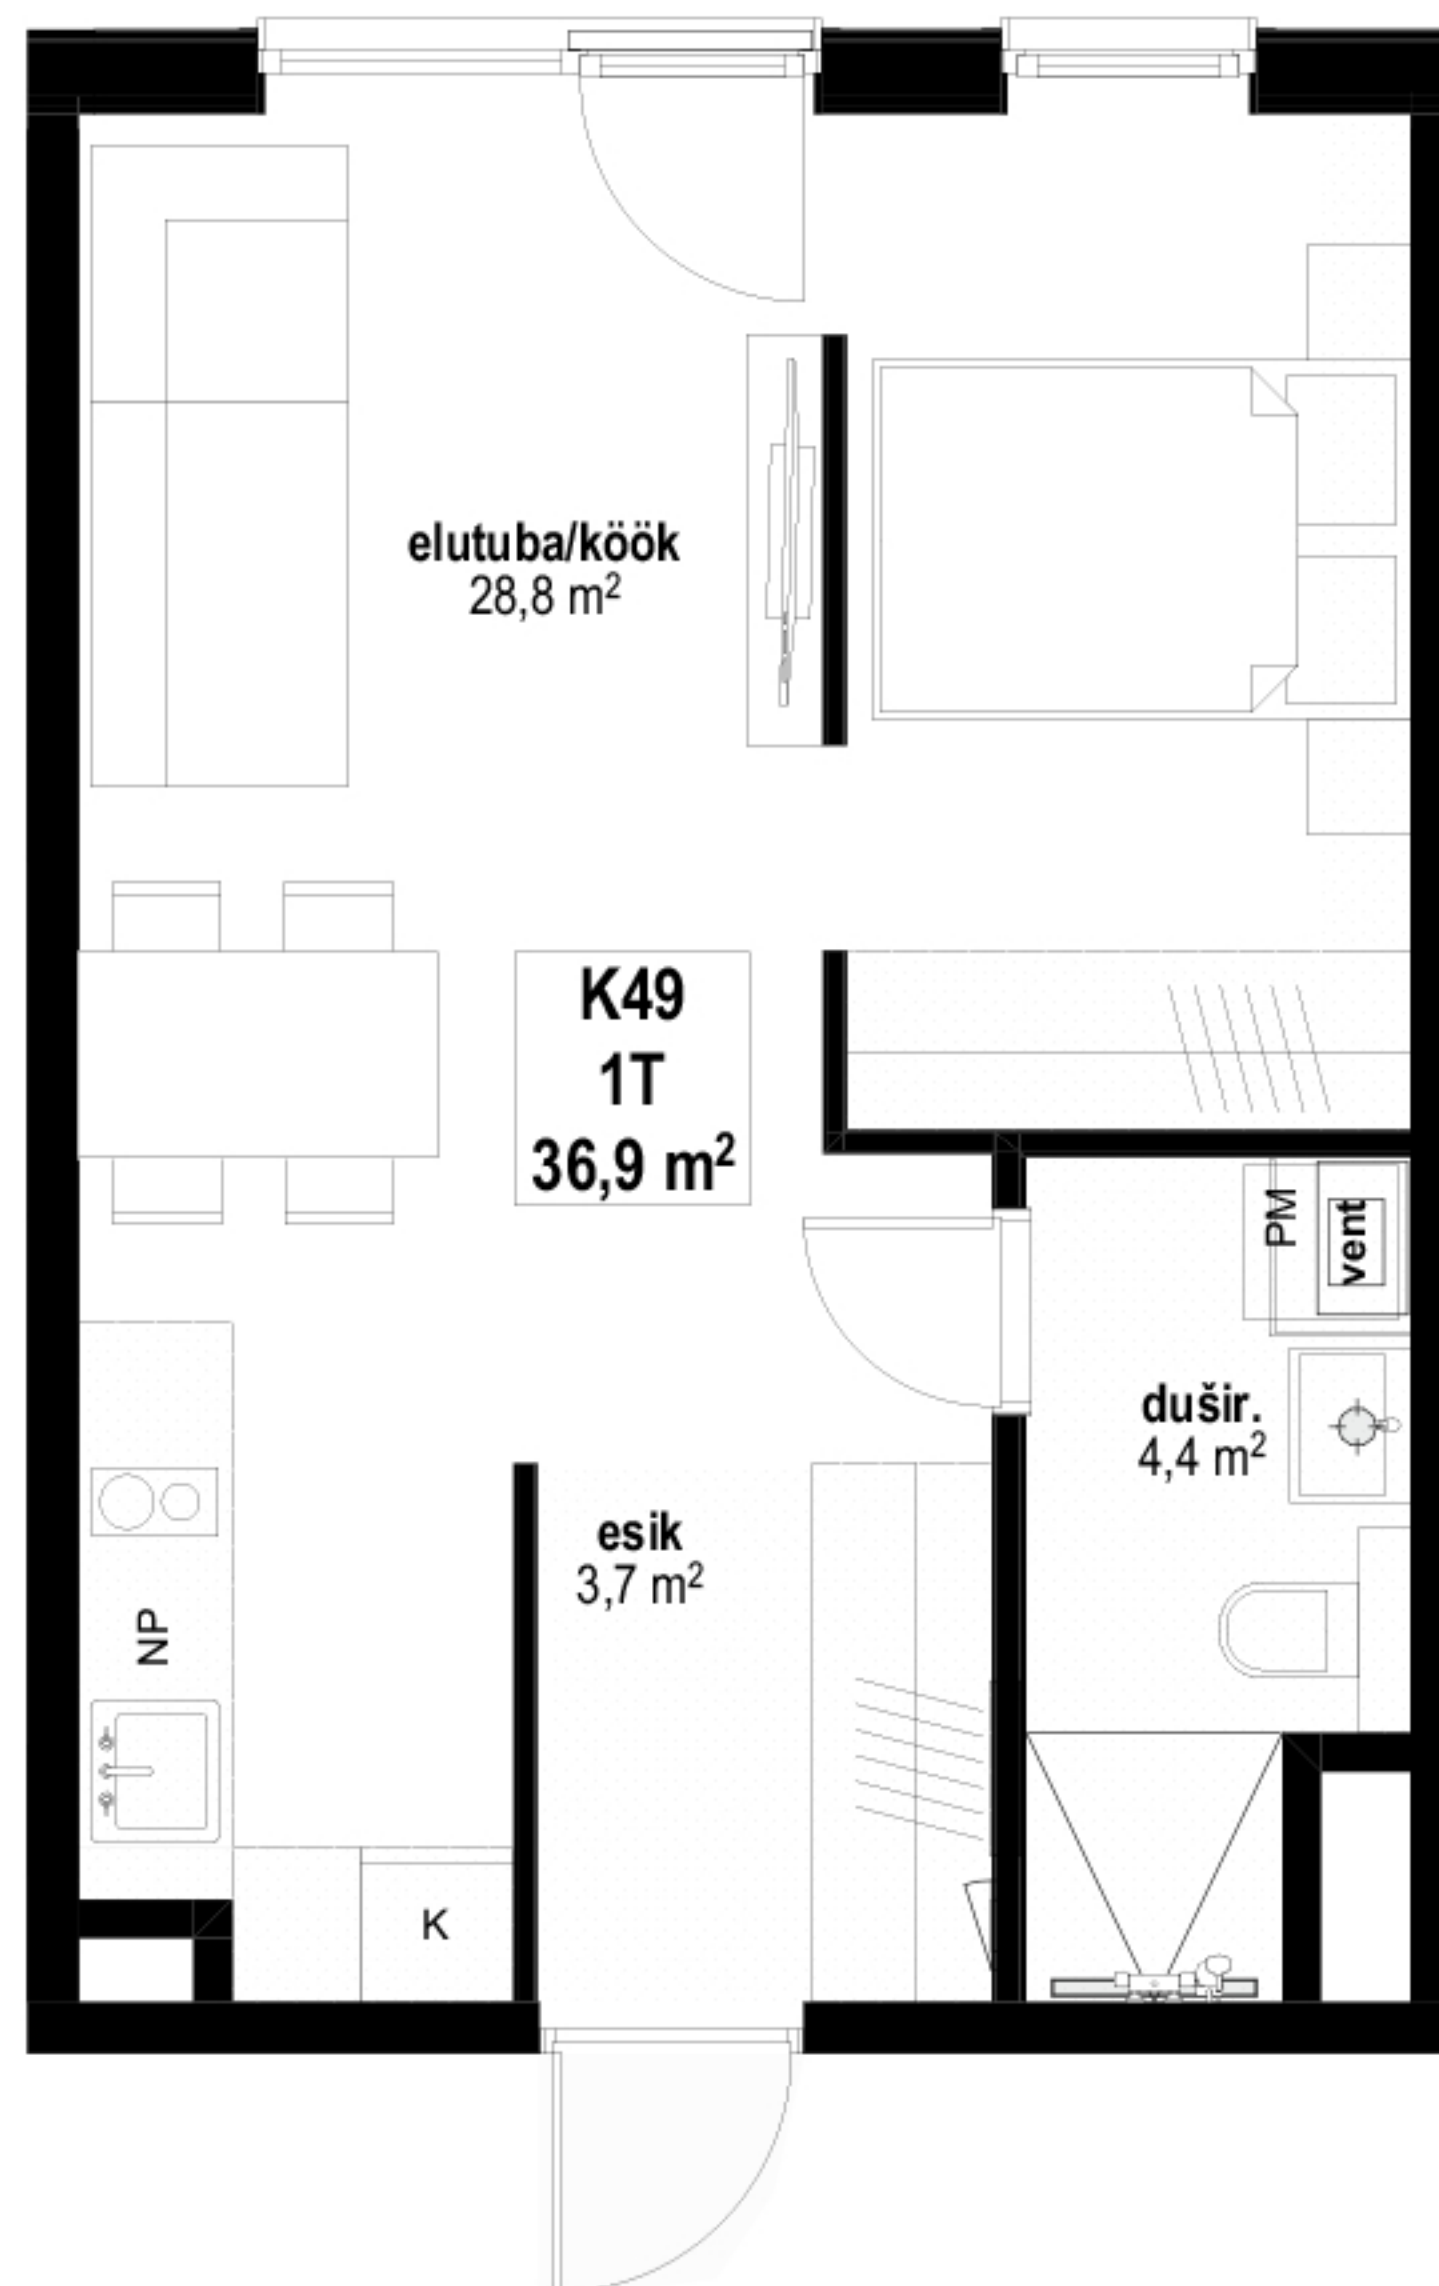 elutuba/köök
28,8 m²
K49
1T
36,9 m²
PM
vent
dušir.
4,4 m²
esik
3,7 m²
NP
K